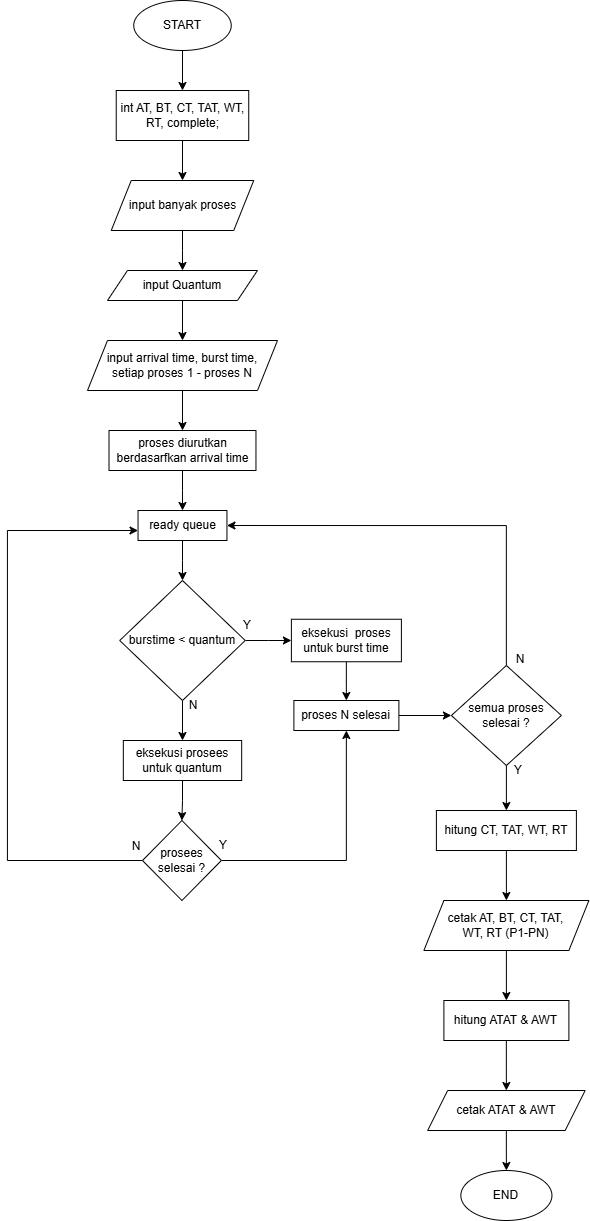 START
int AT, BT, CT, TAT, WT,
RT, complete;
input banyak proses
input Quantum
input arrival time, burst time,
setiap proses 1 - proses N
proses diurutkan
berdasarfkan arrival time
ready queue
burstime < quantum
Y
N
eksekusi proses
untuk burst time
proses N selesai
semua proses
selesai ?
N
Y
eksekusi prosees
untuk quantum
prosees
selesai ?
N
Y
hitung CT, TAT, WT, RT
cetak AT, BT, CT, TAT,
WT, RT (P1-PN)
hitung ATAT & AWT
cetak ATAT & AWT
END